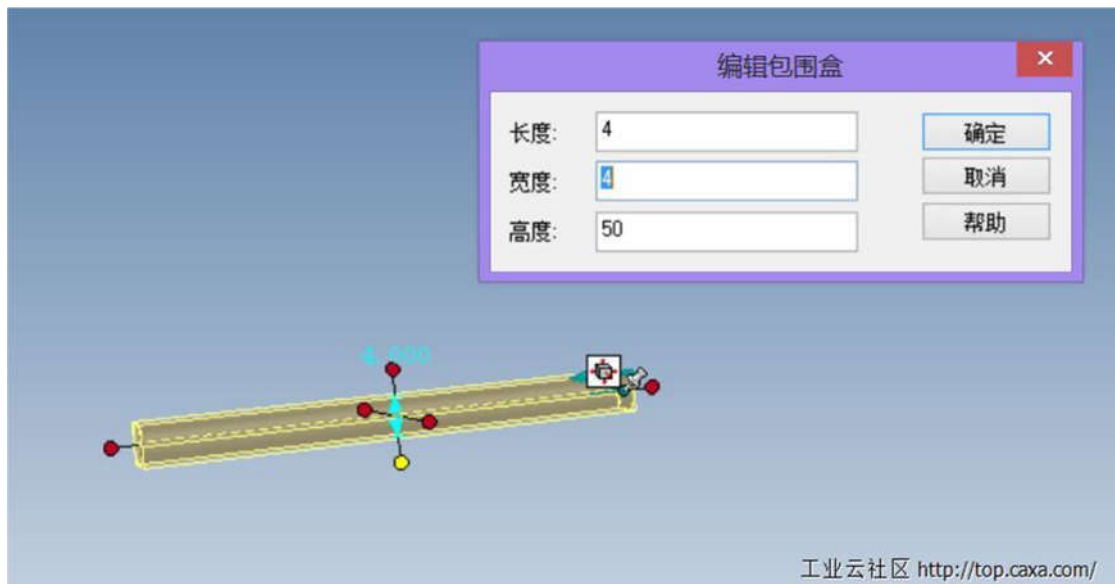 编辑包围盒
长度: 4 确定
宽度: 4 取消
高度: 50 帮助
4.000
工业云社区 http://top.caxa.com/